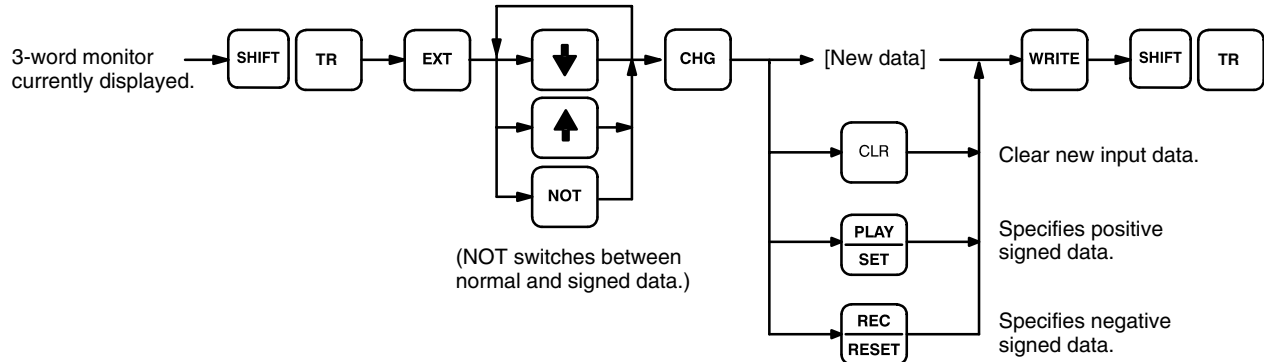 3-word monitor
currently displayed.
SHIFT
TR
EXT
CHG
[New data]
WRITE
SHIFT
TR
CLR
Clear new input data.
NOT
(NOT switches between
normal and signed data.)
PLAY
SET
Specifies positive
signed data.
REC
RESET
Specifies negative
signed data.